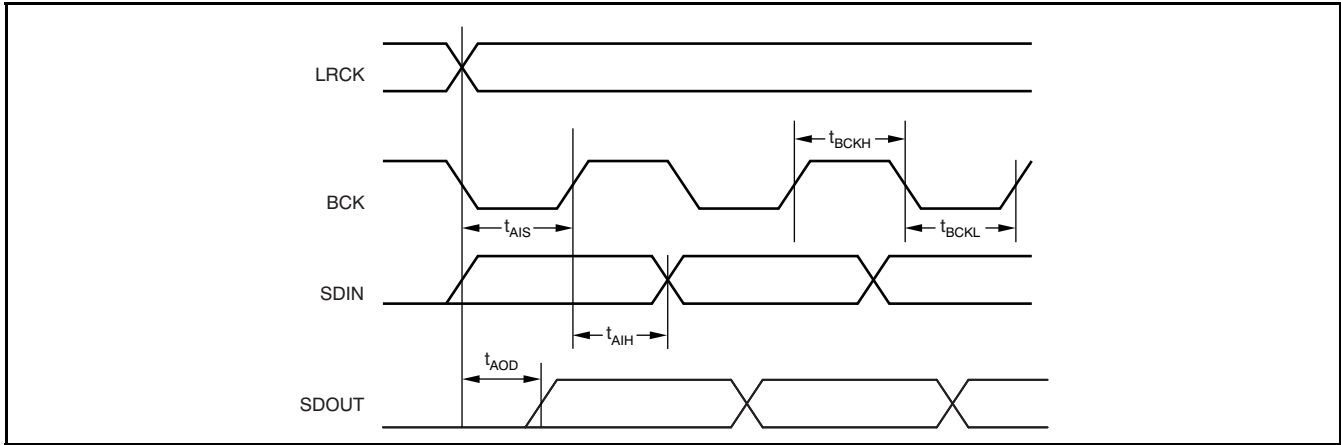 LRCK
tBCKH
BCK
tAIS
tBCKL
SDIN
tAIH
tAOD
SDOUT